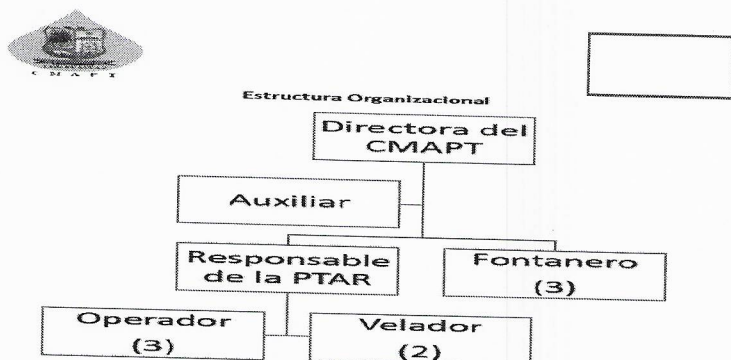 C M A P T
Estructura Organizacional
Directora del
CMAPT
Auxiliar
Responsable
de la PTAR
Fontanero
(3)
Operador
(3)
Velador
(2)